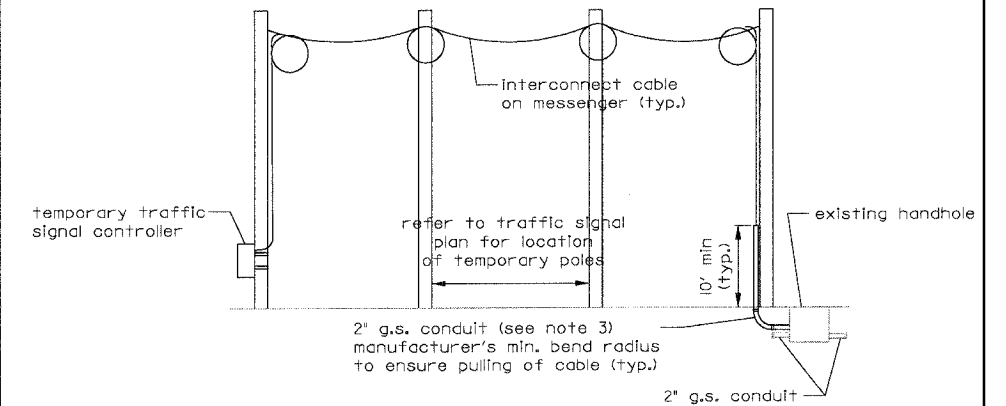 interconnect cable
on messenger (typ.)
temporary traffic
signal controller
refer to traffic signal
plan for location
of temporary poles
10' min
(typ.)
existing handhole
2" g.s. conduit (see note 3)
manufacturer's min. bend radius
to ensure pulling of cable (typ.)
2" g.s. conduit